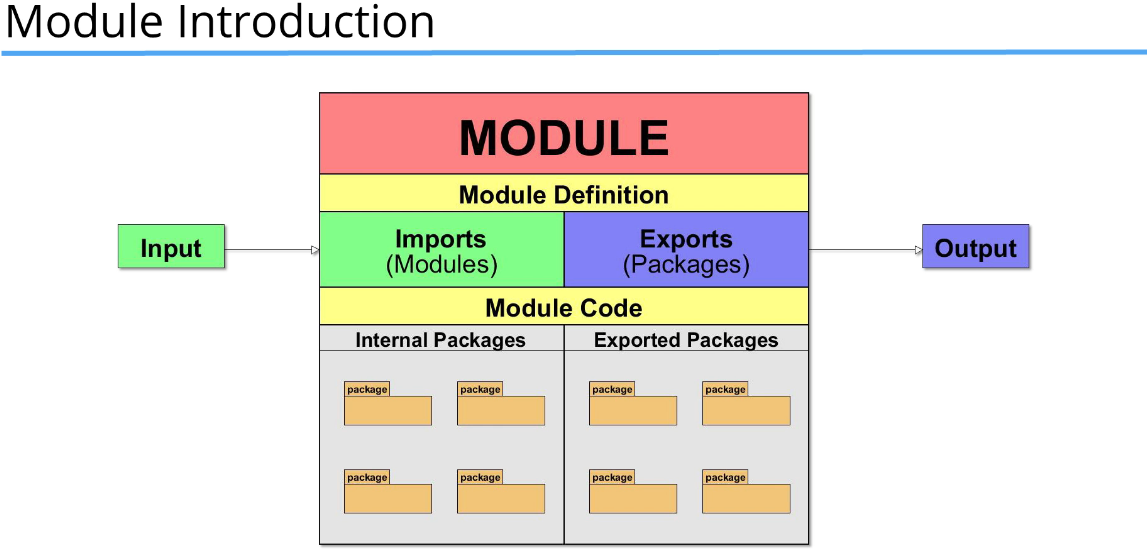 Module Introduction
MODULE
Module Definition
Input
Imports
(Modules)
Exports
(Packages)
Output
Module Code
Internal Packages
Exported Packages
package
package
package
package
package
package
package
package